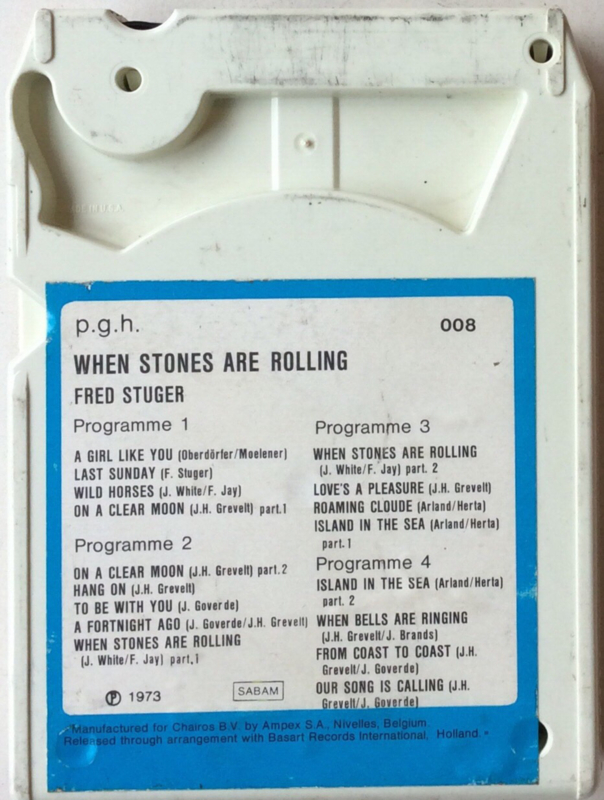 MADE IN U.S.A.
p.g.h.
008
WHEN STONES ARE ROLLING
FRED STUGER
Programme 1
A GIRL LIKE YOU (Oberdörfer/Moelener)
LAST SUNDAY (F. Stuger)
WILD HORSES (J. White/F. Jay)
ON A CLEAR MOON (J.H. Grevelt) part.1
Programme 2
ON A CLEAR MOON (J.H. Grevelt) part.2
HANG ON (J.H. Grevelt)
TO BE WITH YOU (J. Goverde)
A FORTNIGHT AGO (J. Goverde/J.H. Grevelt)
WHEN STONES ARE ROLLING
(J. White/F. Jay) part.1
Programme 3
WHEN STONES ARE ROLLING
(J. White/F. Jay) part. 2
LOVE'S A PLEASURE (J.H. Grevelt)
ROAMING CLOUDE (Arland/Herta)
ISLAND IN THE SEA (Arland/Herta)
part.1
Programme 4
ISLAND IN THE SEA (Arland/Herta)
part. 2
WHEN BELLS ARE RINGING
(J.H. Grevelt/J. Brands)
FROM COAST TO COAST (J.H.
Grevelt/J. Goverde)
OUR SONG IS CALLING (J.H.
Grevelt/J. Goverde)
℗ 1973
SABAM
"Manufactured for Chairos B.V. by Ampex S.A., Nivelles, Belgium.
Released through arrangement with Basart Records International, Holland."